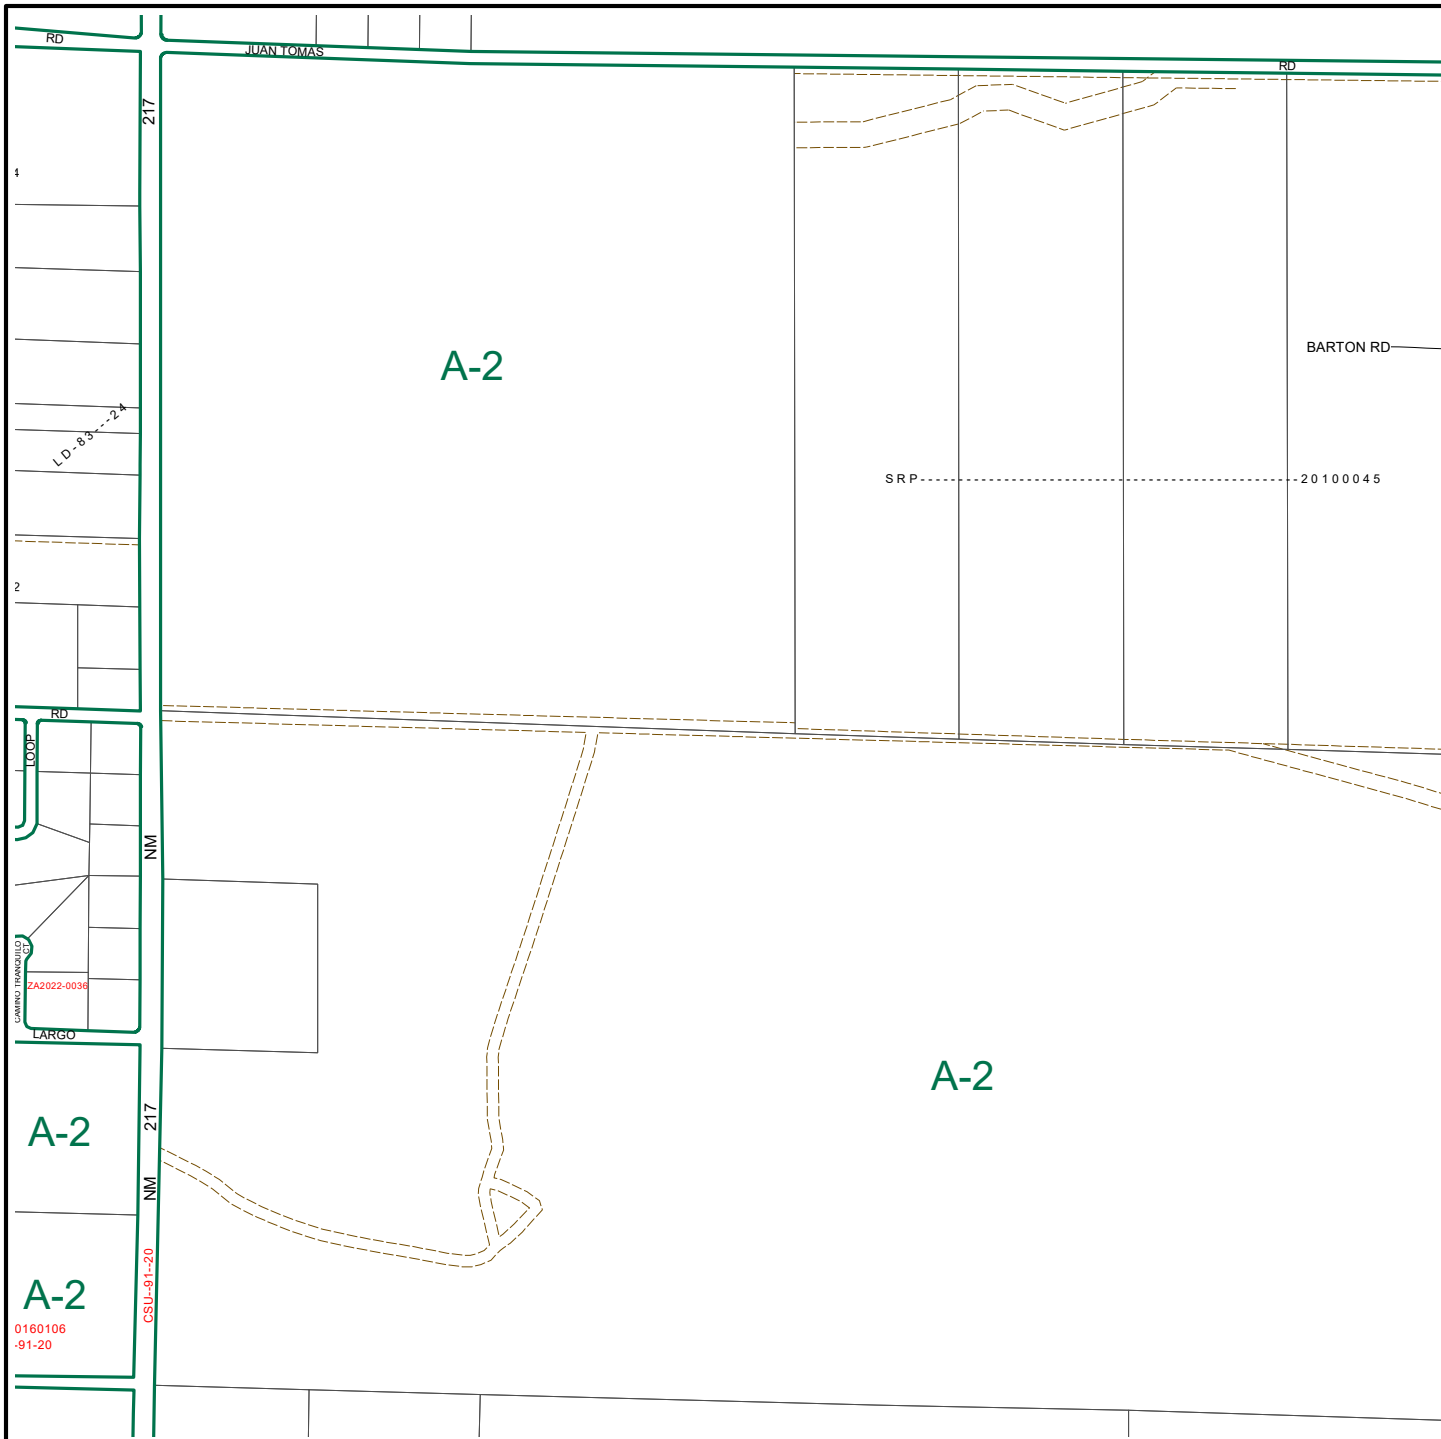 RD
JUAN TOMAS
RD
217
4
A-2
BARTON RD
LD-83---24
SRP 20100045
2
RD
LOOP
NM
CAMINO TRANQUILO
CT
ZA2022-0036
LARGO
A-2
A-2
217
NM
A-2
CSU--91--20
0160106
-91-20